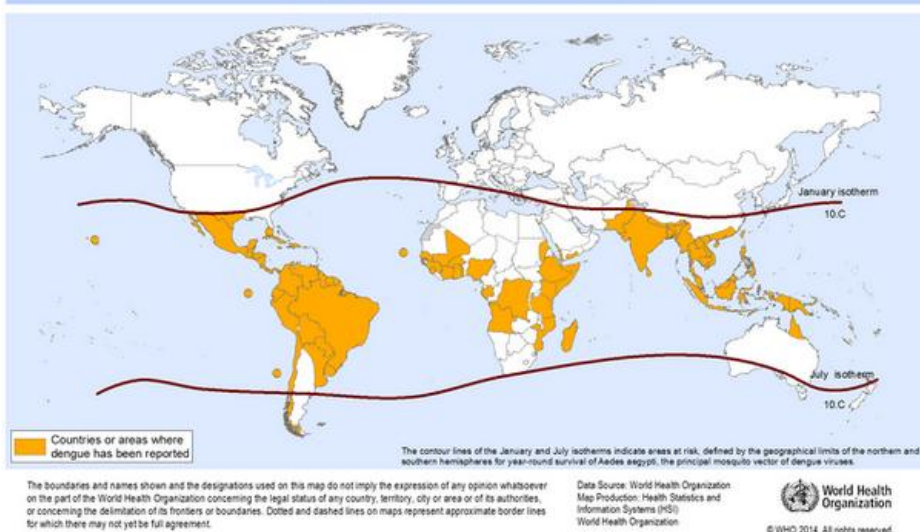 January isotherm
10.C
July isotherm
10.C
Countries or areas where
dengue has been reported
The contour lines of the January and July isotherms indicate areas at risk, defined by the geographical limits of the northern and
southern hemispheres for year-round survival of Aedes aegypti, the principal mosquito vector of dengue viruses.
The boundaries and names shown and the designations used on this map do not imply the expression of any opinion whatsoever
on the part of the World Health Organization concerning the legal status of any country, territory, city or area or of its authorities,
or concerning the delimitation of its frontiers or boundaries. Dotted and dashed lines on maps represent approximate border lines
for which there may not yet be full agreement.
Data Source: World Health Organization
Map Production: Health Statistics and
Information Systems (HSI)
World Health Organization
World Health
Organization
© WHO 2014. All rights reserved